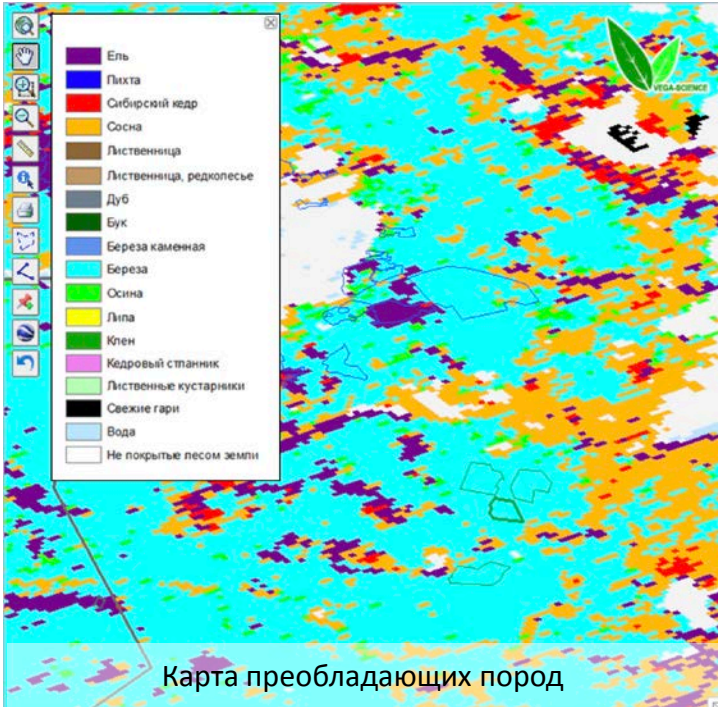 Ель
Пихта
Сибирский кедр
Сосна
Лиственница
Лиственница, редколесье
Дуб
Бук
Береза каменная
Береза
Осина
Липа
Клен
Кедровый стланник
Лиственные кустарники
Свежие гари
Вода
Не покрытые лесом земли
VEGA-SCIENCE
Карта преобладающих пород